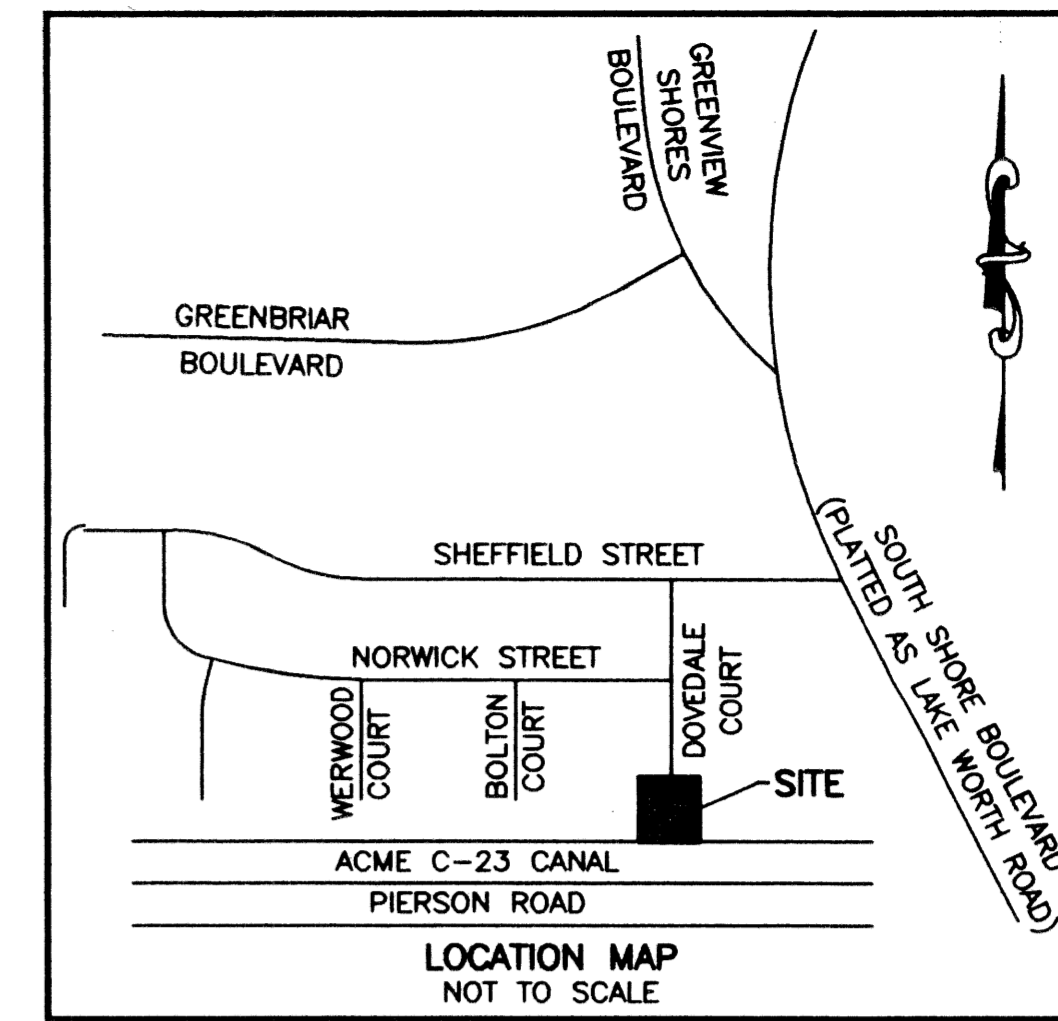 GREENVIEW
SHORES
BOULEVARD
GREENBRIAR
BOULEVARD
SOUTH SHORE BOULEVARD
(PLATTED AS LAKE WORTH ROAD)
SHEFFIELD STREET
NORWICK STREET
DOVEDALE
COURT
WERWOOD
COURT
BOLTON
COURT
SITE
ACME C-23 CANAL
PIERSON ROAD
LOCATION MAP
NOT TO SCALE